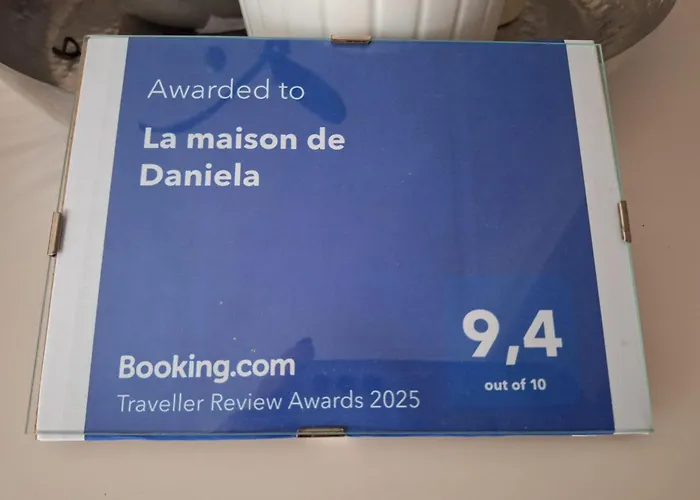 Awarded to
La maison de
Daniela
9,4
out of 10
Booking.com
Traveller Review Awards 2025